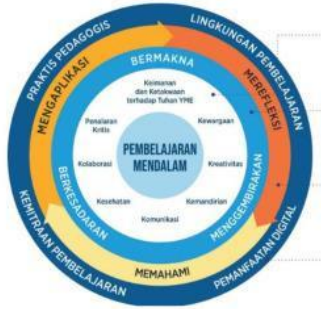 PRAKTIS PEDAGOGIS
LINGKUNGAN PEMBELAJARAN
MENGAPLIKASI
MEREFLEKSI
BERMAKNA
Keimanan
dan Ketakwaan
terhadap Tuhan YME
Penalaran
Kritis
Kewargaan
PEMBELAJARAN
MENDALAM
Kolaborasi
Kreativitas
BERKESADARAN
MENGGEMBIRAKAN
Kesehatan
Kemandirian
Komunikasi
MEMAHAMI
KEMITRAAN PEMBELAJARAN
PEMANFAATAN DIGITAL